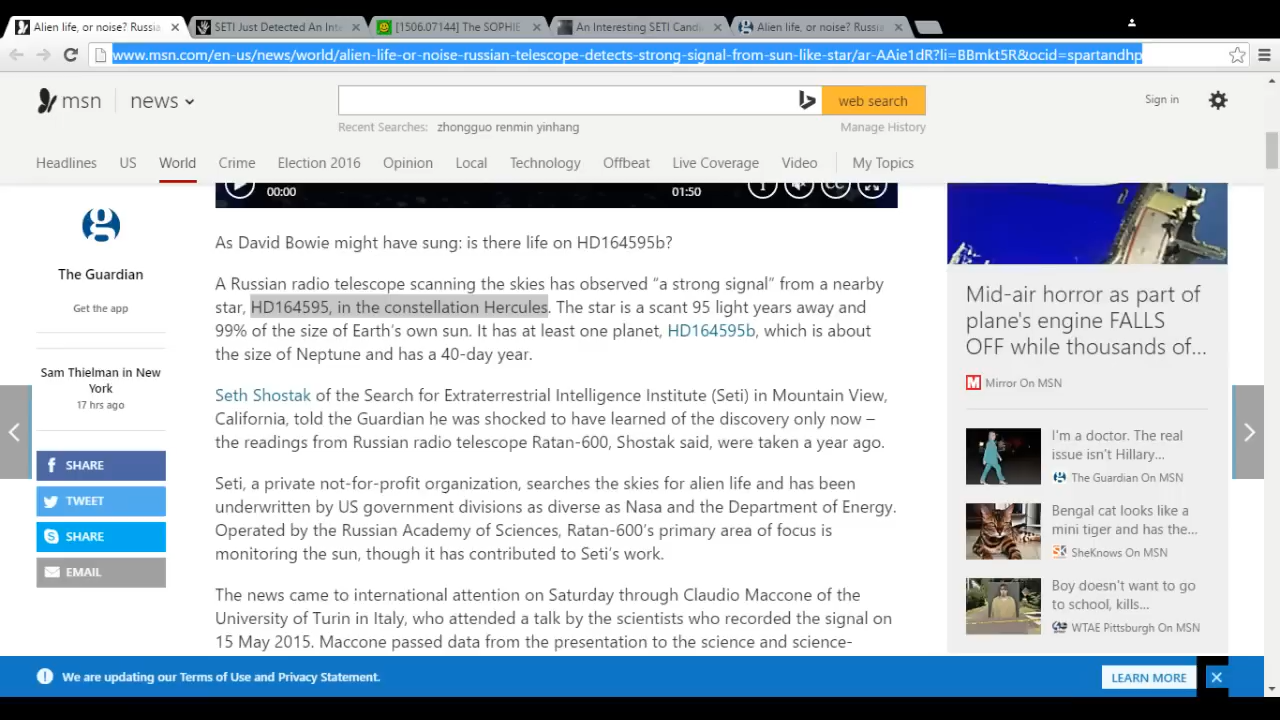 Alien life, or noise? Russia
SETI Just Detected An Inte
[1506.07144] The SOPHIE
An Interesting SETI Candi
Alien life, or noise? Russia
www.msn.com/en-us/news/world/alien-life-or-noise-russian-telescope-detects-strong-signal-from-sun-like-star/ar-AAie1dR?li=BBmkt5R&ocid=spartandhp
msn
news
web search
Sign in
Recent Searches: zhongguo renmin yinhang
Manage History
Headlines US World Crime Election 2016 Opinion Local Technology Offbeat Live Coverage Video My Topics
00:00
01:50
The Guardian
Get the app
Sam Thielman in New
York
17 hrs ago
SHARE
TWEET
SHARE
EMAIL
As David Bowie might have sung: is there life on HD164595b?
A Russian radio telescope scanning the skies has observed “a strong signal” from a nearby
star, HD164595, in the constellation Hercules. The star is a scant 95 light years away and
99% of the size of Earth’s own sun. It has at least one planet, HD164595b, which is about
the size of Neptune and has a 40-day year.
Seth Shostak of the Search for Extraterrestrial Intelligence Institute (Seti) in Mountain View,
California, told the Guardian he was shocked to have learned of the discovery only now –
the readings from Russian radio telescope Ratan-600, Shostak said, were taken a year ago.
Seti, a private not-for-profit organization, searches the skies for alien life and has been
underwritten by US government divisions as diverse as Nasa and the Department of Energy.
Operated by the Russian Academy of Sciences, Ratan-600’s primary area of focus is
monitoring the sun, though it has contributed to Seti’s work.
The news came to international attention on Saturday through Claudio Maccone of the
University of Turin in Italy, who attended a talk by the scientists who recorded the signal on
15 May 2015. Maccone passed data from the presentation to the science and science-
Mid-air horror as part of
plane's engine FALLS
OFF while thousands of...
Mirror On MSN
I'm a doctor. The real
issue isn't Hillary...
The Guardian On MSN
Bengal cat looks like a
mini tiger and has the...
SheKnows On MSN
Boy doesn't want to go
to school, kills...
WTAE Pittsburgh On MSN
We are updating our Terms of Use and Privacy Statement.
LEARN MORE